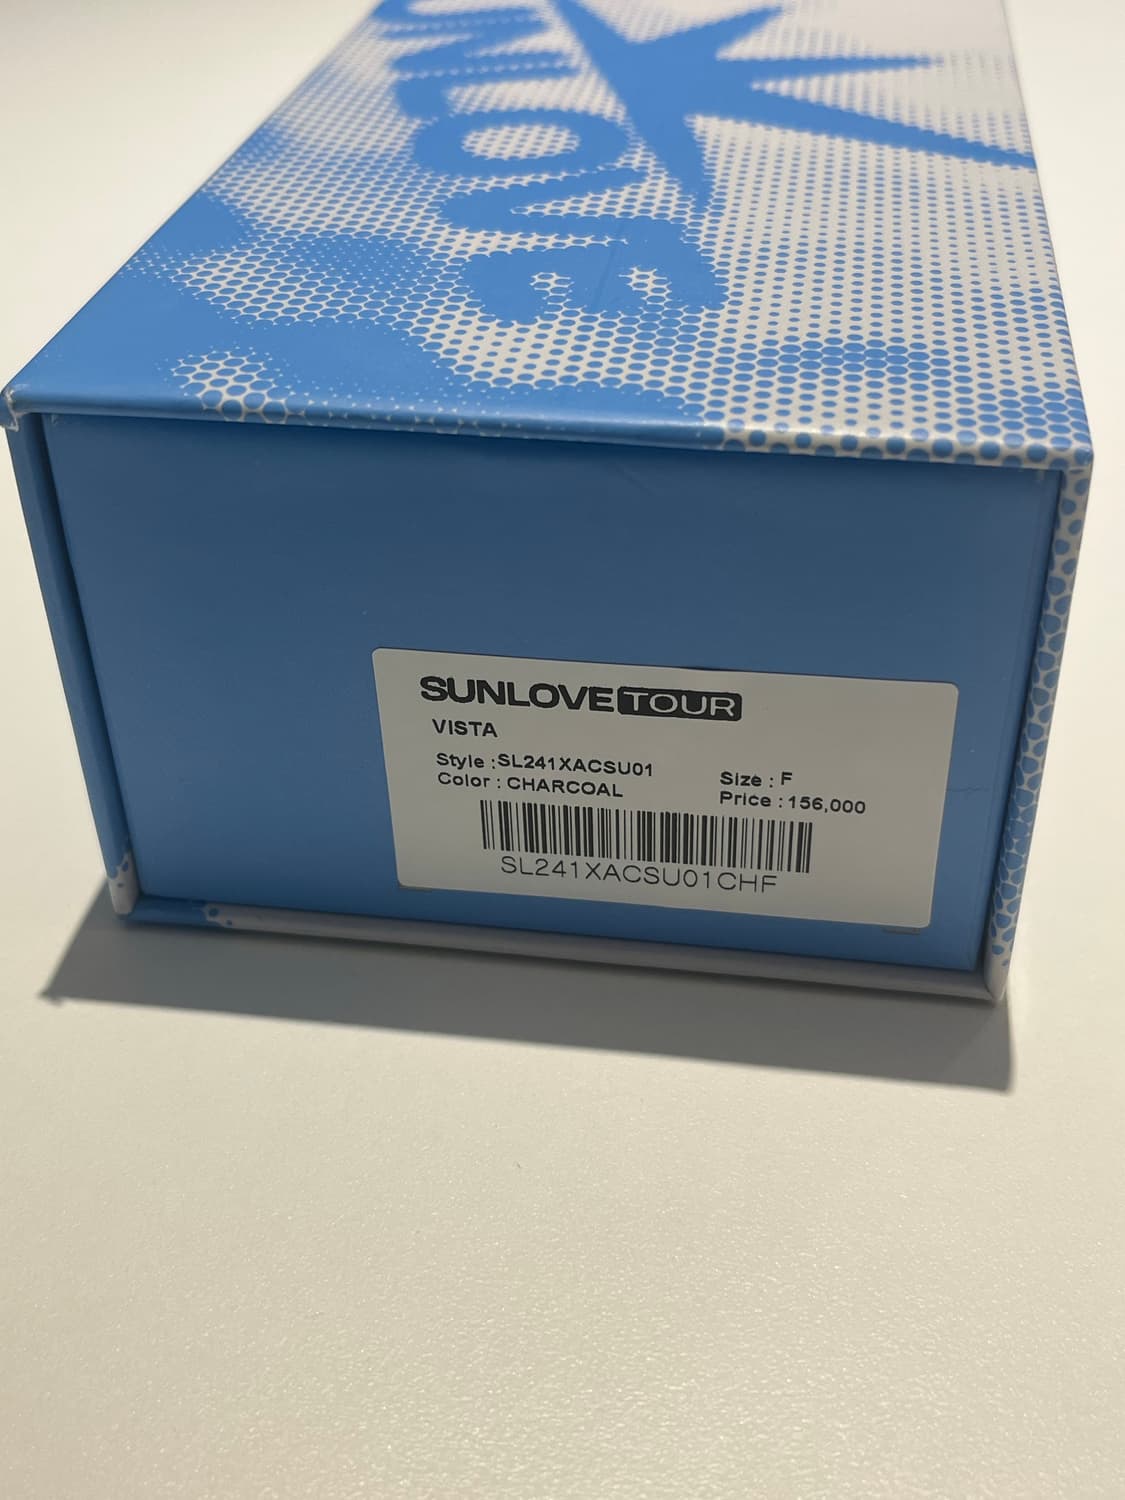 SUNLOVE TOUR
VISTA
Style : SL241XACSU01
Color : CHARCOAL
Size : F
Price : 156,000
SL241XACSU01CHF